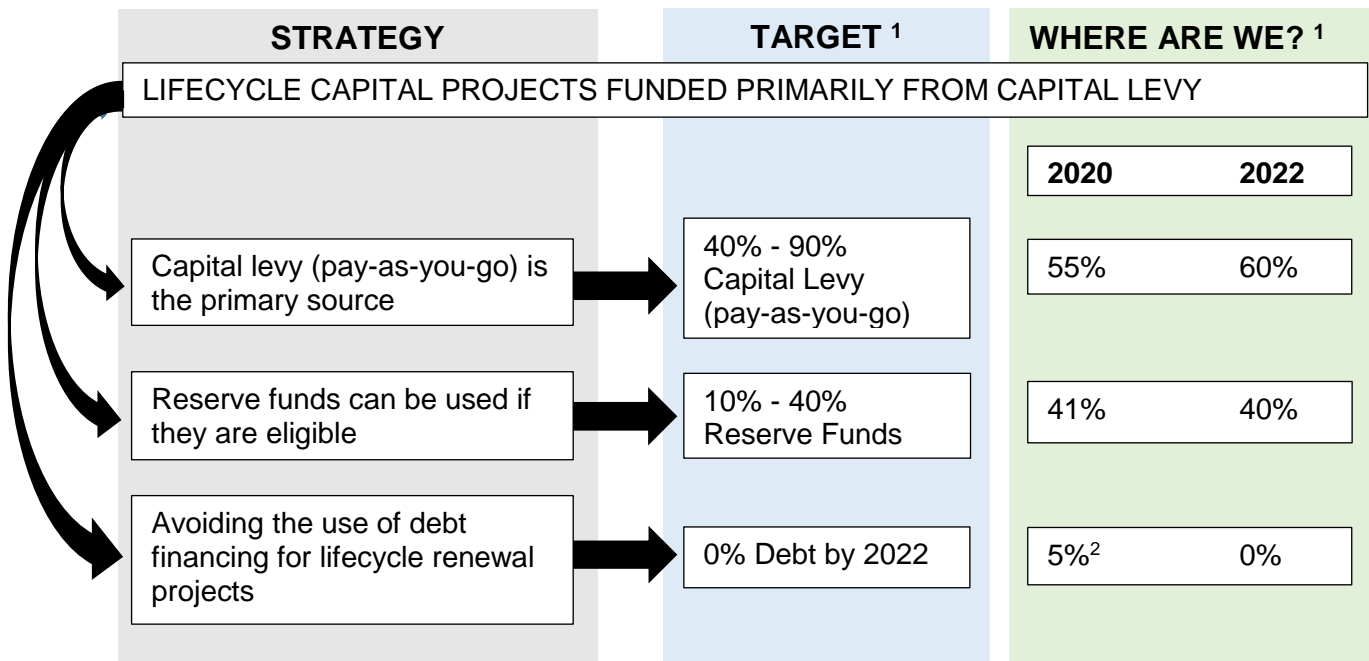 STRATEGY
TARGET ¹
WHERE ARE WE? ¹
LIFECYCLE CAPITAL PROJECTS FUNDED PRIMARILY FROM CAPITAL LEVY
2020 2022
Capital levy (pay-as-you-go) is
the primary source
40% - 90%
Capital Levy
(pay-as-you-go)
55% 60%
Reserve funds can be used if
they are eligible
10% - 40%
Reserve Funds
41% 40%
Avoiding the use of debt
financing for lifecycle renewal
projects
0% Debt by 2022
5%² 0%